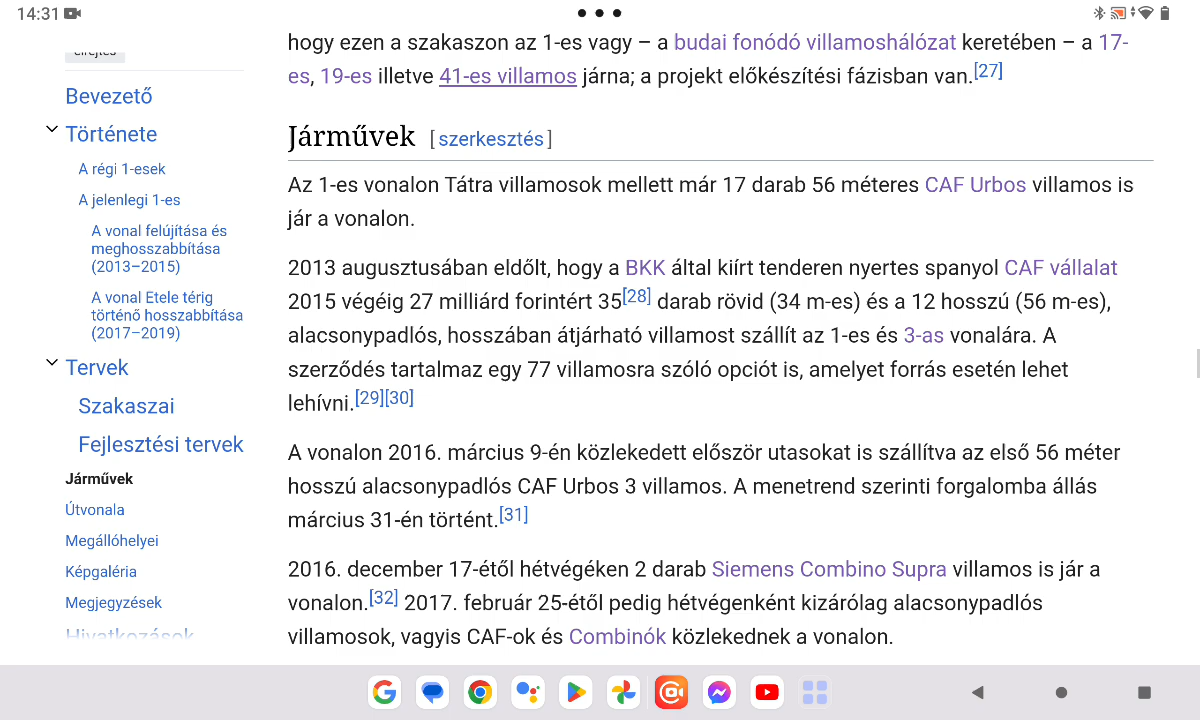 14:31
elrejtés
Bevezető
Története
A régi 1-esek
A jelenlegi 1-es
A vonal felújítása és
meghosszabbítása
(2013–2015)
A vonal Etele térig
történő hosszabbítása
(2017–2019)
Tervek
Szakaszai
Fejlesztési tervek
Járművek
Útvonala
Megállóhelyei
Képgaléria
Megjegyzések
Hivatkozások
hogy ezen a szakaszon az 1-es vagy – a budai fonódó villamoshálózat keretében – a 17-
es, 19-es illetve 41-es villamos járna; a projekt előkészítési fázisban van.[27]
Járművek [szerkesztés]
Az 1-es vonalon Tátra villamosok mellett már 17 darab 56 méteres CAF Urbos villamos is
jár a vonalon.
2013 augusztusában eldőlt, hogy a BKK által kiírt tenderen nyertes spanyol CAF vállalat
2015 végéig 27 milliárd forintért 35[28] darab rövid (34 m-es) és a 12 hosszú (56 m-es),
alacsonypadlós, hosszában átjárható villamost szállít az 1-es és 3-as vonalára. A
szerződés tartalmaz egy 77 villamosra szóló opciót is, amelyet forrás esetén lehet
lehívni.[29][30]
A vonalon 2016. március 9-én közlekedett először utasokat is szállítva az első 56 méter
hosszú alacsonypadlós CAF Urbos 3 villamos. A menetrend szerinti forgalomba állás
március 31-én történt.[31]
2016. december 17-étől hétvégéken 2 darab Siemens Combino Supra villamos is jár a
vonalon.[32] 2017. február 25-étől pedig hétvégenként kizárólag alacsonypadlós
villamosok, vagyis CAF-ok és Combinók közlekednek a vonalon.